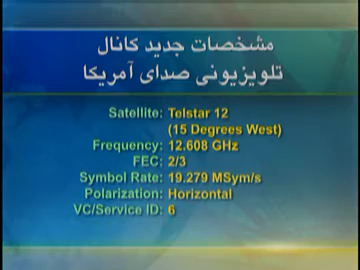 مشخصات جدید کانال
تلویزیونی صدای آمریکا
Satellite: Telstar 12
(15 Degrees West)
Frequency: 12.608 GHz
FEC: 2/3
Symbol Rate: 19.279 MSym/s
Polarization: Horizontal
VC/Service ID: 6